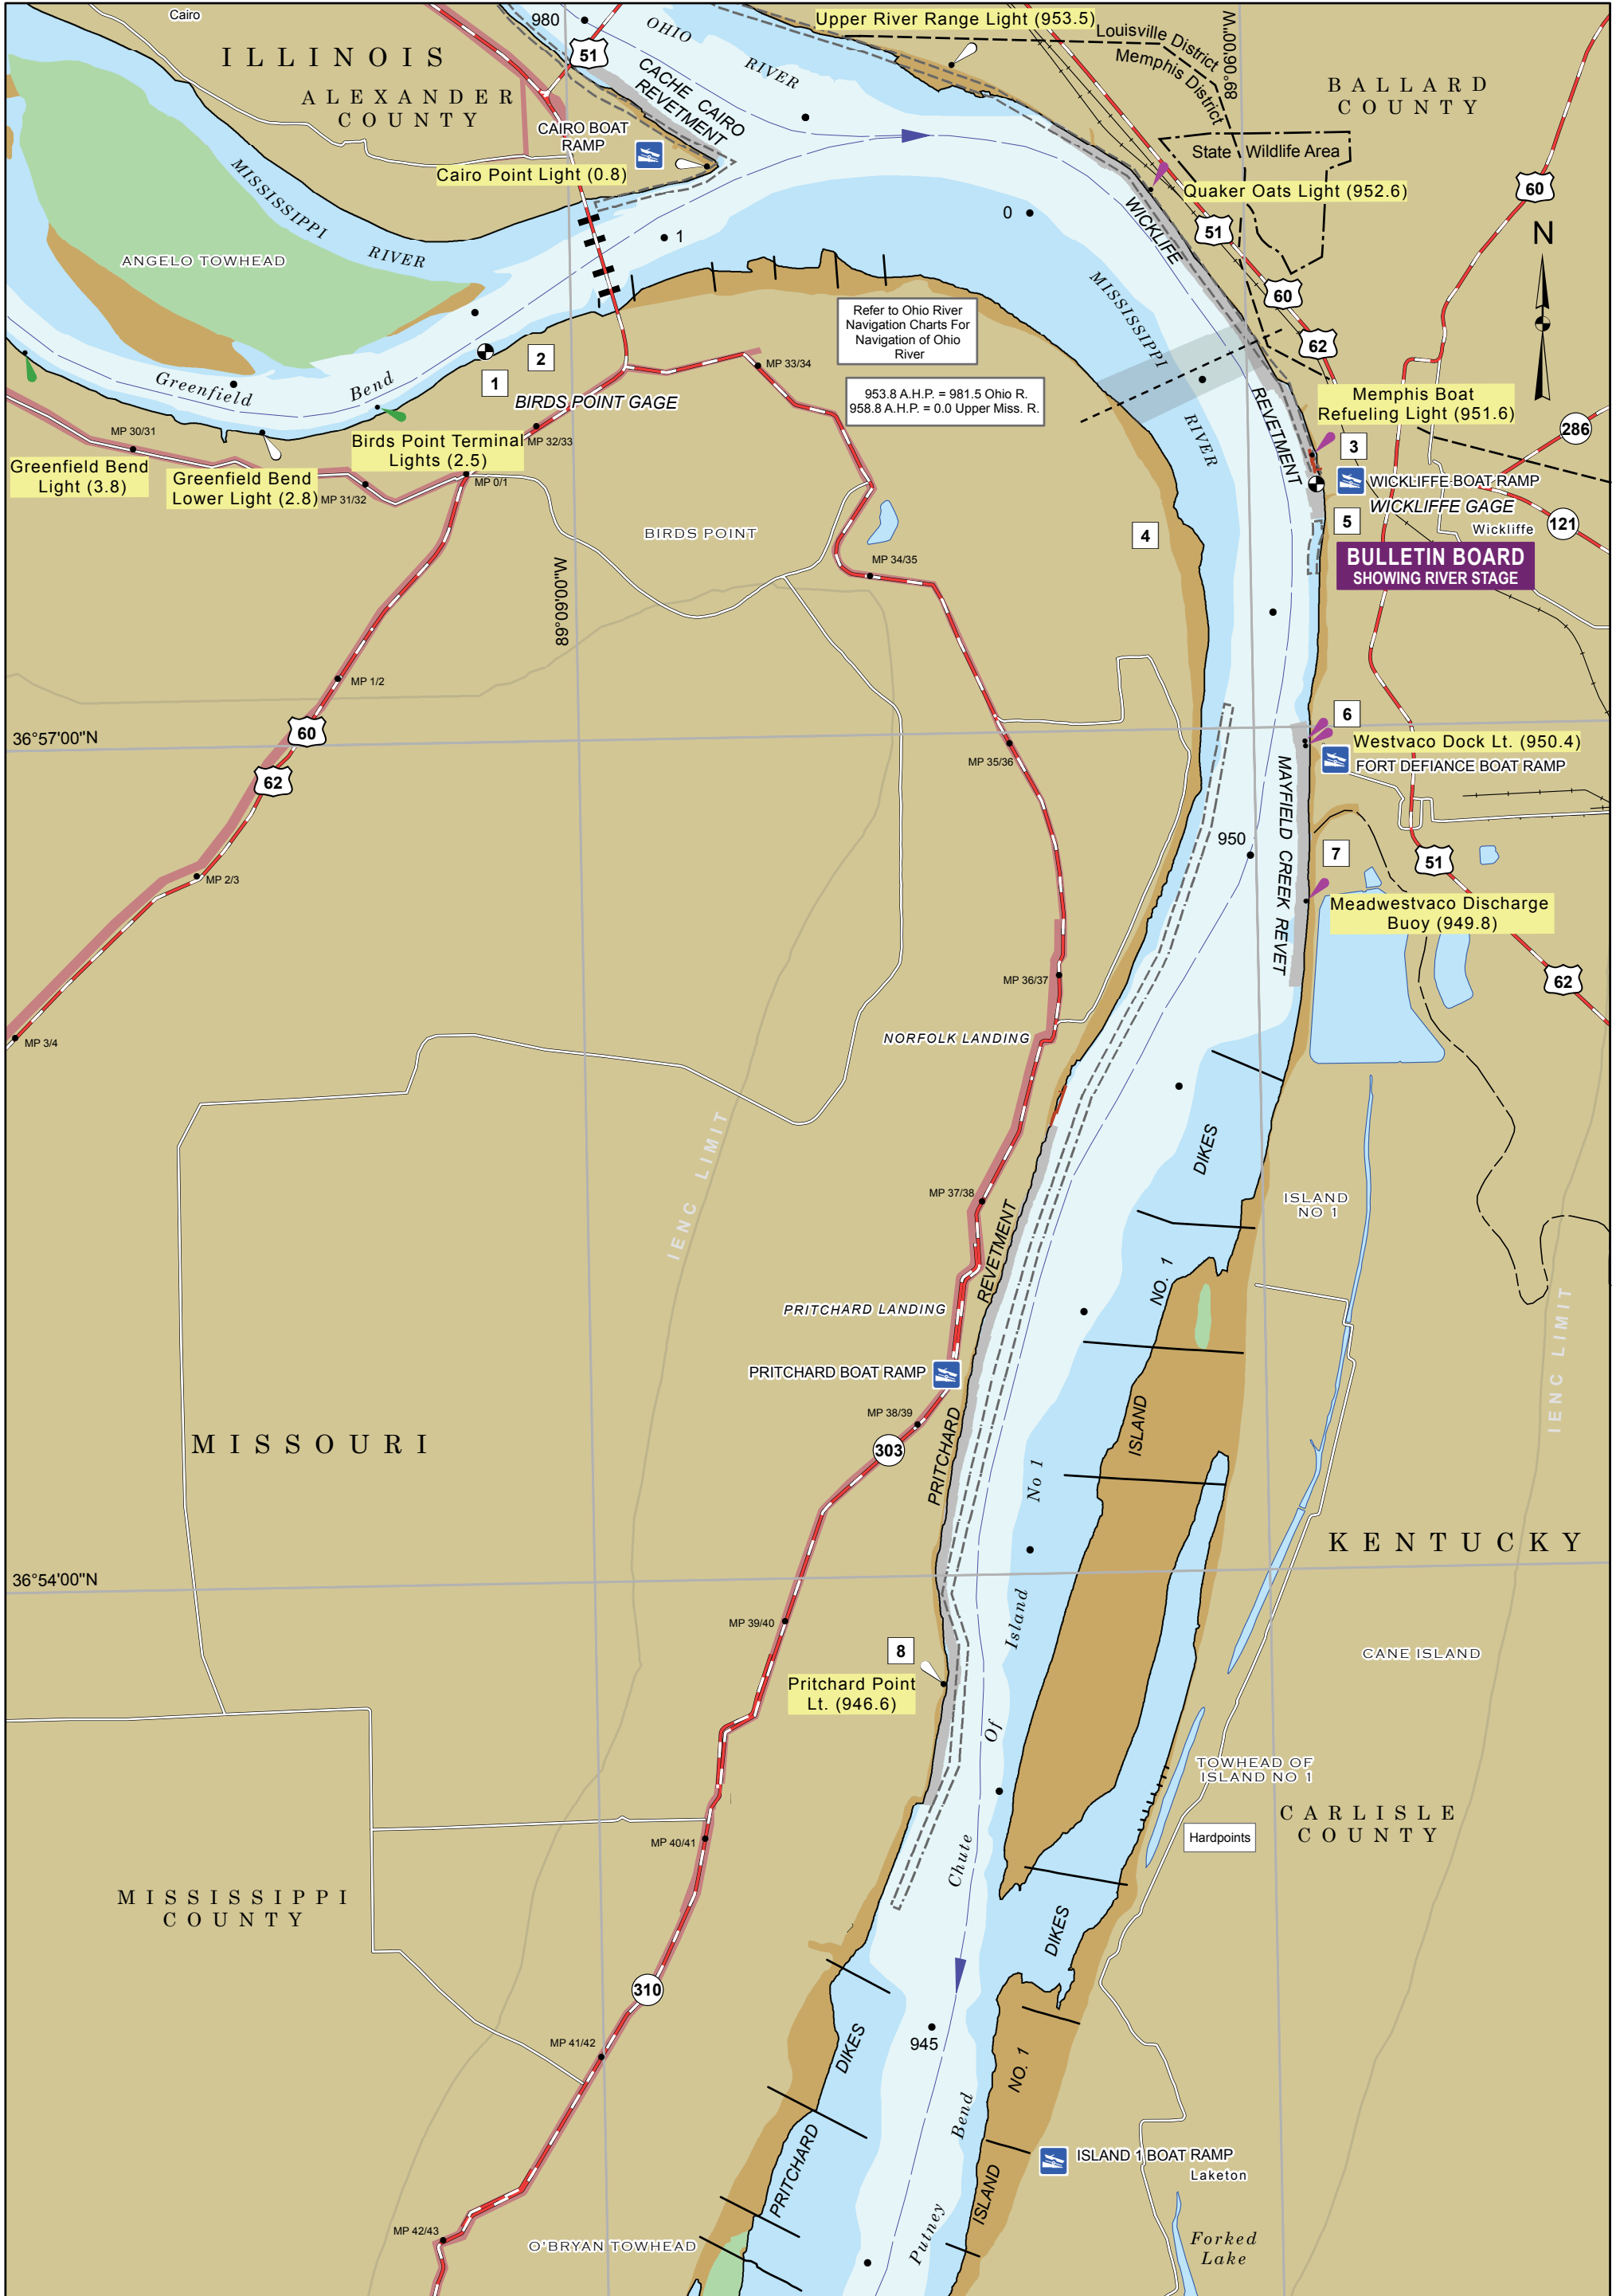 Cairo
980
OHIO
RIVER
Upper River Range Light (953.5)
Louisville District
Memphis District
89°09'00"W
ILLINOIS
51
CACHE CAIRO
REVETMENT
ALEXANDER
COUNTY
BALLARD
COUNTY
CAIRO BOAT
RAMP
Cairo Point Light (0.8)
State Wildlife Area
Quaker Oats Light (952.6)
60
MISSISSIPPI
RIVER
0
WICKLIFE
51
N
1
ANGELO TOWHEAD
60
MISSISSIPPI
RIVER
Refer to Ohio River
Navigation Charts For
Navigation of Ohio
River
62
2
1
MP 33/34
Greenfield
Bend
BIRDS POINT GAGE
953.8 A.H.P. = 981.5 Ohio R.
958.8 A.H.P. = 0.0 Upper Miss. R.
REVETMENT
Memphis Boat
Refueling Light (951.6)
286
MP 30/31
MP 32/33
Birds Point Terminal
Lights (2.5)
3
Greenfield Bend
Light (3.8)
Greenfield Bend
Lower Light (2.8)
MP 31/32
MP 0/1
WICKLIFFE BOAT RAMP
WICKLIFFE GAGE
5
Wickliffe
121
BIRDS POINT
4
BULLETIN BOARD
SHOWING RIVER STAGE
MP 34/35
89°09'00"W
MP 1/2
36°57'00"N
60
6
Westvaco Dock Lt. (950.4)
FORT DEFIANCE BOAT RAMP
MP 35/36
62
MAYFIELD CREEK REVET
950
7
51
MP 2/3
Meadwestvaco Discharge
Buoy (949.8)
MP 36/37
62
MP 3/4
NORFOLK LANDING
IENC LIMIT
DIKES
MP 37/38
ISLAND
NO 1
REVETMENT
NO. 1
PRITCHARD LANDING
IENC LIMIT
PRITCHARD BOAT RAMP
MP 38/39
ISLAND
MISSOURI
303
PRITCHARD
No 1
KENTUCKY
36°54'00"N
MP 39/40
Island
8
CANE ISLAND
Pritchard Point
Lt. (946.6)
Of
TOWHEAD OF
ISLAND NO 1
CARLISLE
COUNTY
MP 40/41
Hardpoints
Chute
MISSISSIPPI
COUNTY
DIKES
310
945
MP 41/42
DIKES
NO. 1
Bend
PRITCHARD
ISLAND 1 BOAT RAMP
Laketon
ISLAND
MP 42/43
O'BRYAN TOWHEAD
Putney
Forked
Lake